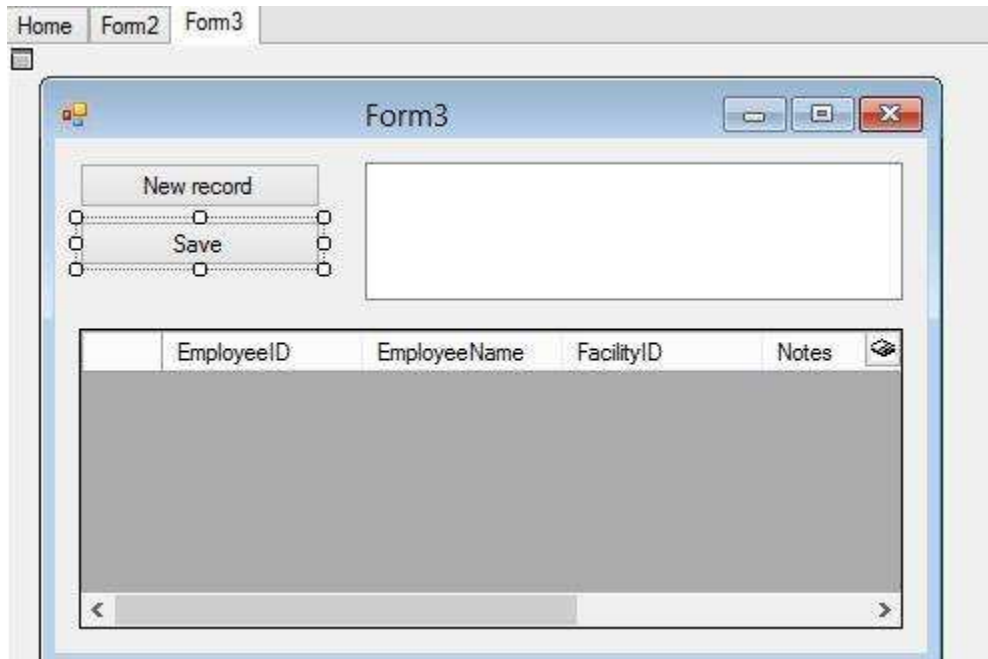 Home Form2 Form3
Form3
New record
Save
EmployeeID EmployeeName FacilityID Notes